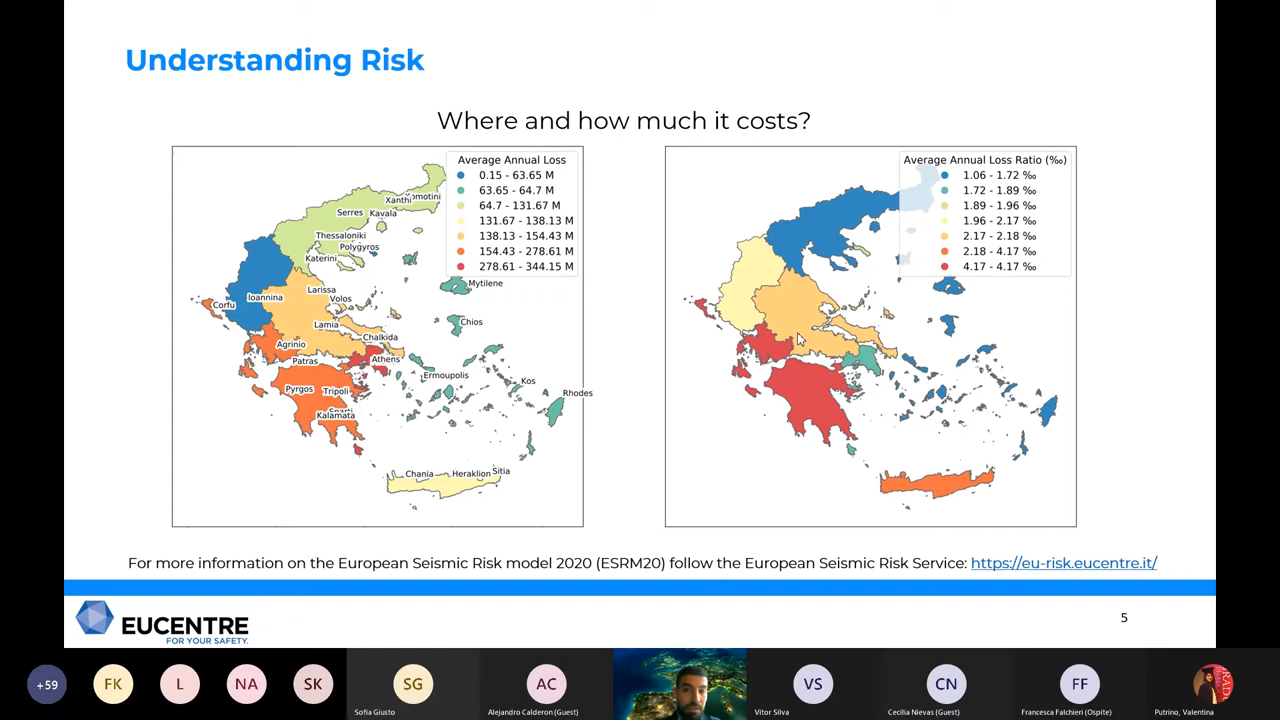 Understanding Risk
Where and how much it costs?
Average Annual Loss
0.15 - 63.65 M
63.65 - 64.7 M
64.7 - 131.67 M
131.67 - 138.13 M
138.13 - 154.43 M
154.43 - 278.61 M
278.61 - 344.15 M
Xanthi
Serres
Kavala
Thessaloniki
Polygyros
Katerini
Ioannina
Larissa
Mytilene
Corfu
Volos
Lamia
Chios
Chalkida
Agrinio
Patras
Athens
Ermoupolis
Kos
Pyrgos
Tripoli
Rhodes
Kalamata
Chania
Heraklion
Sitia
Average Annual Loss Ratio (‰)
1.06 - 1.72 ‰
1.72 - 1.89 ‰
1.89 - 1.96 ‰
1.96 - 2.17 ‰
2.17 - 2.18 ‰
2.18 - 4.17 ‰
4.17 - 4.17 ‰
For more information on the European Seismic Risk model 2020 (ESRM20) follow the European Seismic Risk Service: https://eu-risk.eucentre.it/
EUCENTRE
FOR YOUR SAFETY.
5
+59
FK
L
NA
SK
SG
Sofia Giusto
AC
Alejandro Calderon (Guest)
VS
Vitor Silva
CN
Cecilia Nievas (Guest)
FF
Francesca Falchieri (Ospite)
Putrino, Valentina